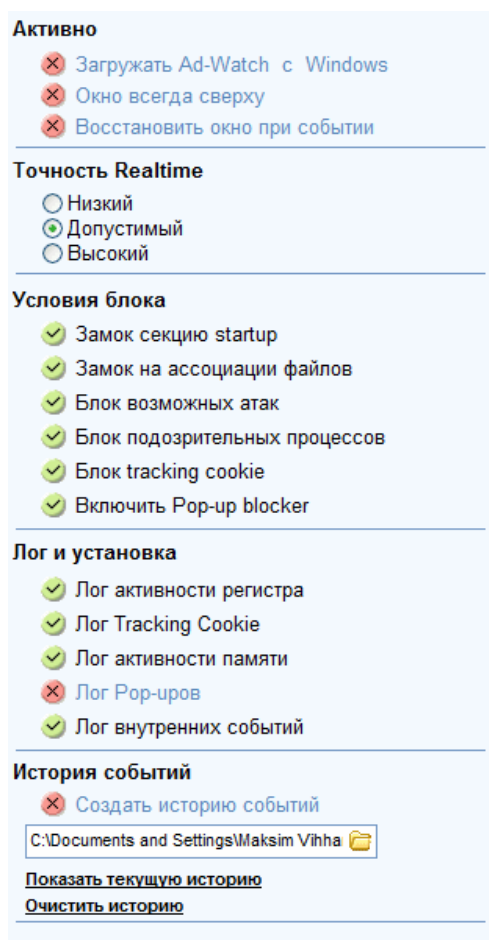 Активно
Загружать Ad-Watch с Windows
Окно всегда сверху
Восстановить окно при событии
Точность Realtime
Низкий
Допустимый
Высокий
Условия блока
Замок секцию startup
Замок на ассоциации файлов
Блок возможных атак
Блок подозрительных процессов
Блок tracking cookie
Включить Pop-up blocker
Лог и установка
Лог активности регистра
Лог Tracking Cookie
Лог активности памяти
Лог Pop-upов
Лог внутренних событий
История событий
Создать историю событий
C:\Documents and Settings\Maksim Vihha
Показать текущую историю
Очистить историю